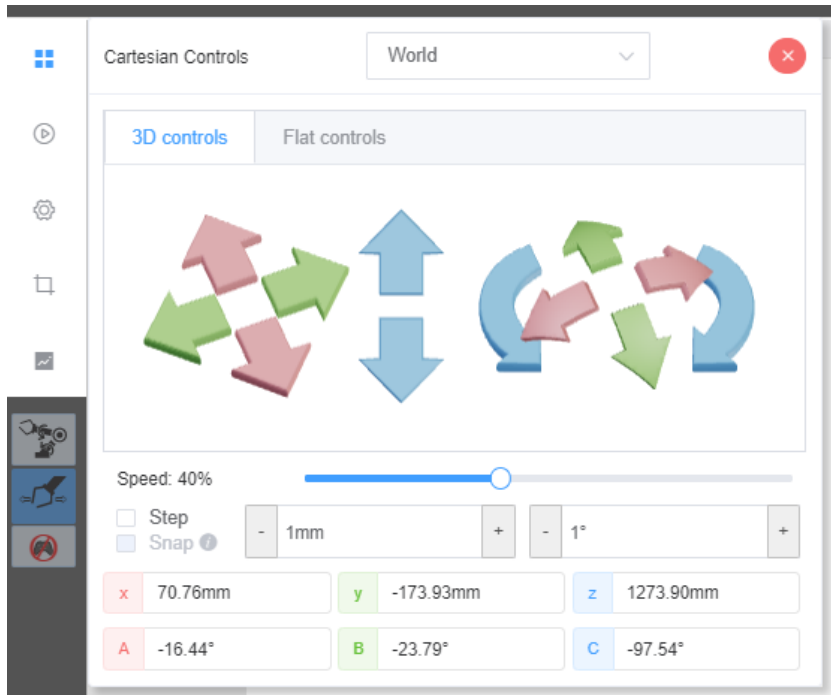 Cartesian Controls World
3D controls Flat controls
Speed: 40%
Step
Snap
- 1mm + - 1° +
x 70.76mm y -173.93mm z 1273.90mm
A -16.44° B -23.79° C -97.54°